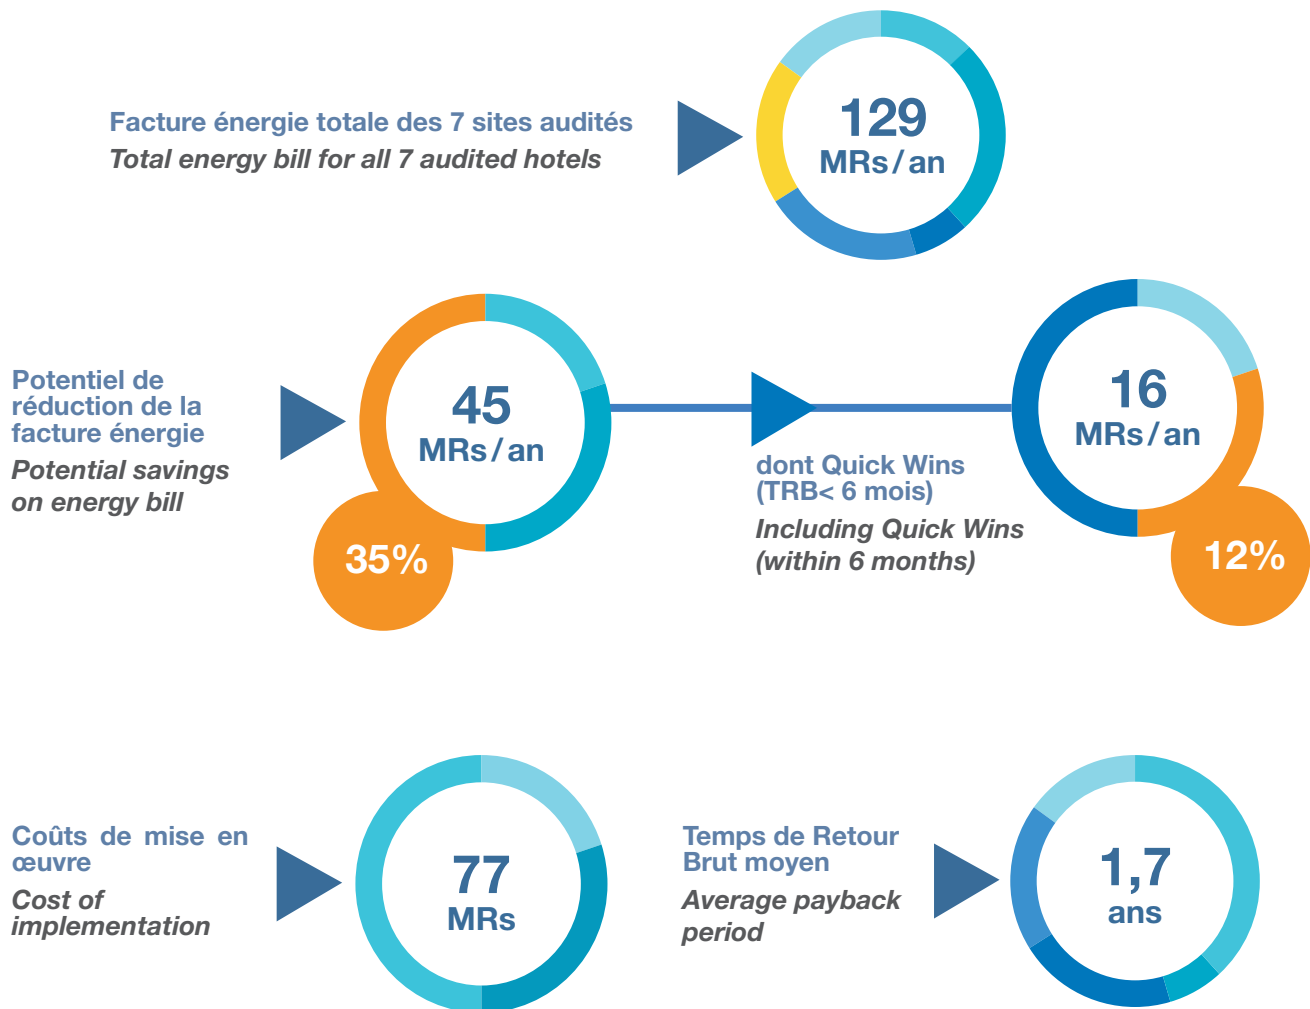 Facture énergie totale des 7 sites audités
Total energy bill for all 7 audited hotels
129
MRs/an
Potentiel de
réduction de la
facture énergie
Potential savings
on energy bill
45
MRs/an
35%
dont Quick Wins
(TRB< 6 mois)
Including Quick Wins
(within 6 months)
16
MRs/an
12%
Coûts de mise en
œuvre
Cost of
implementation
77
MRs
Temps de Retour
Brut moyen
Average payback
period
1,7
ans